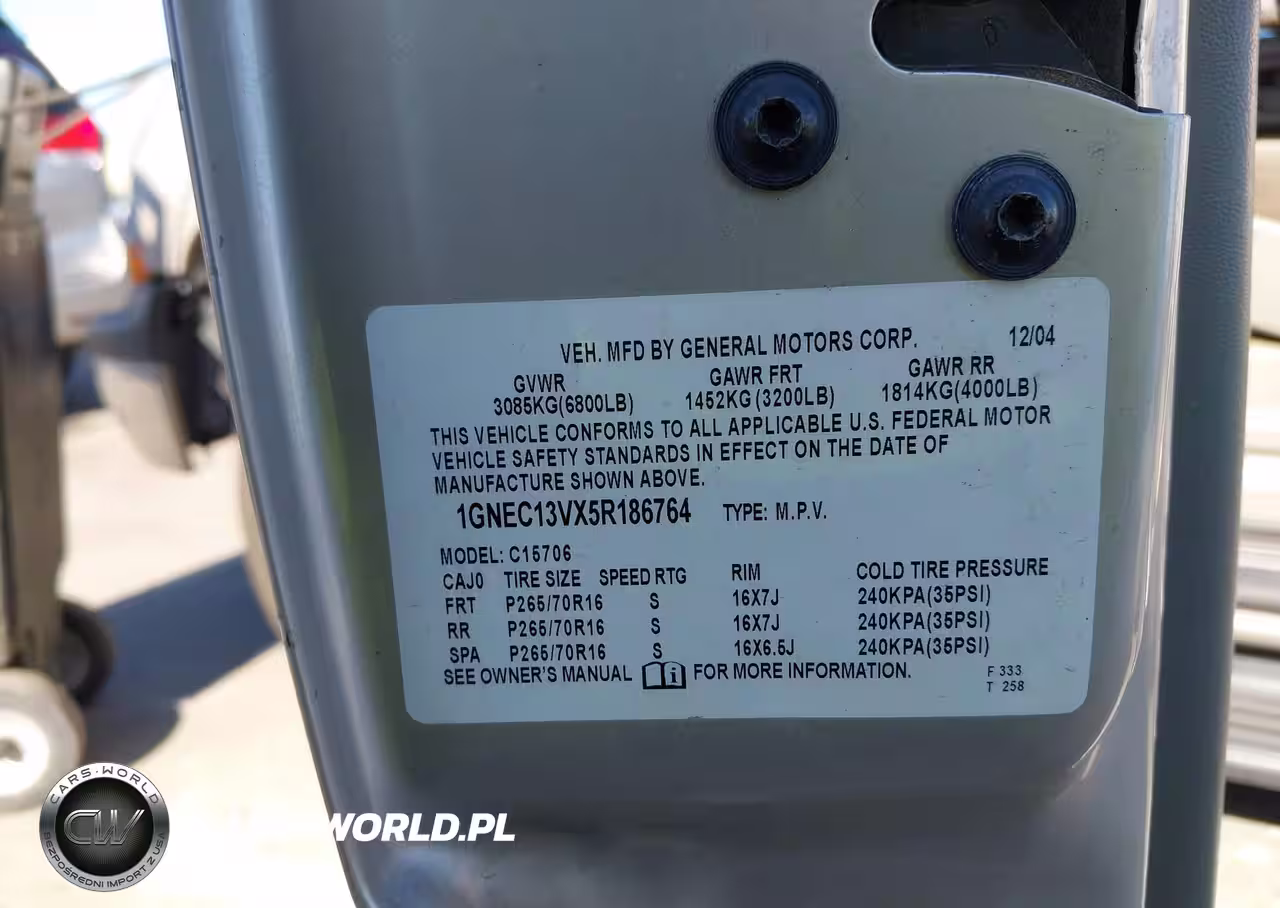 VEH. MFD BY GENERAL MOTORS CORP. 12/04
GVWR GAWR FRT GAWR RR
3085KG(6800LB) 1452KG(3200LB) 1814KG(4000LB)
THIS VEHICLE CONFORMS TO ALL APPLICABLE U.S. FEDERAL MOTOR
VEHICLE SAFETY STANDARDS IN EFFECT ON THE DATE OF
MANUFACTURE SHOWN ABOVE.
1GNEC13VX5R186764 TYPE: M.P.V.
MODEL: C15706
CAJ0 TIRE SIZE SPEED RTG RIM COLD TIRE PRESSURE
FRT P265/70R16 S 16X7J 240KPA(35PSI)
RR P265/70R16 S 16X7J 240KPA(35PSI)
SPA P265/70R16 S 16X6.5J 240KPA(35PSI)
SEE OWNER'S MANUAL FOR MORE INFORMATION.
F 333
T 258
CARS-WORLD
CW
BEZPOŚREDNI IMPORT Z USA
WORLD.PL